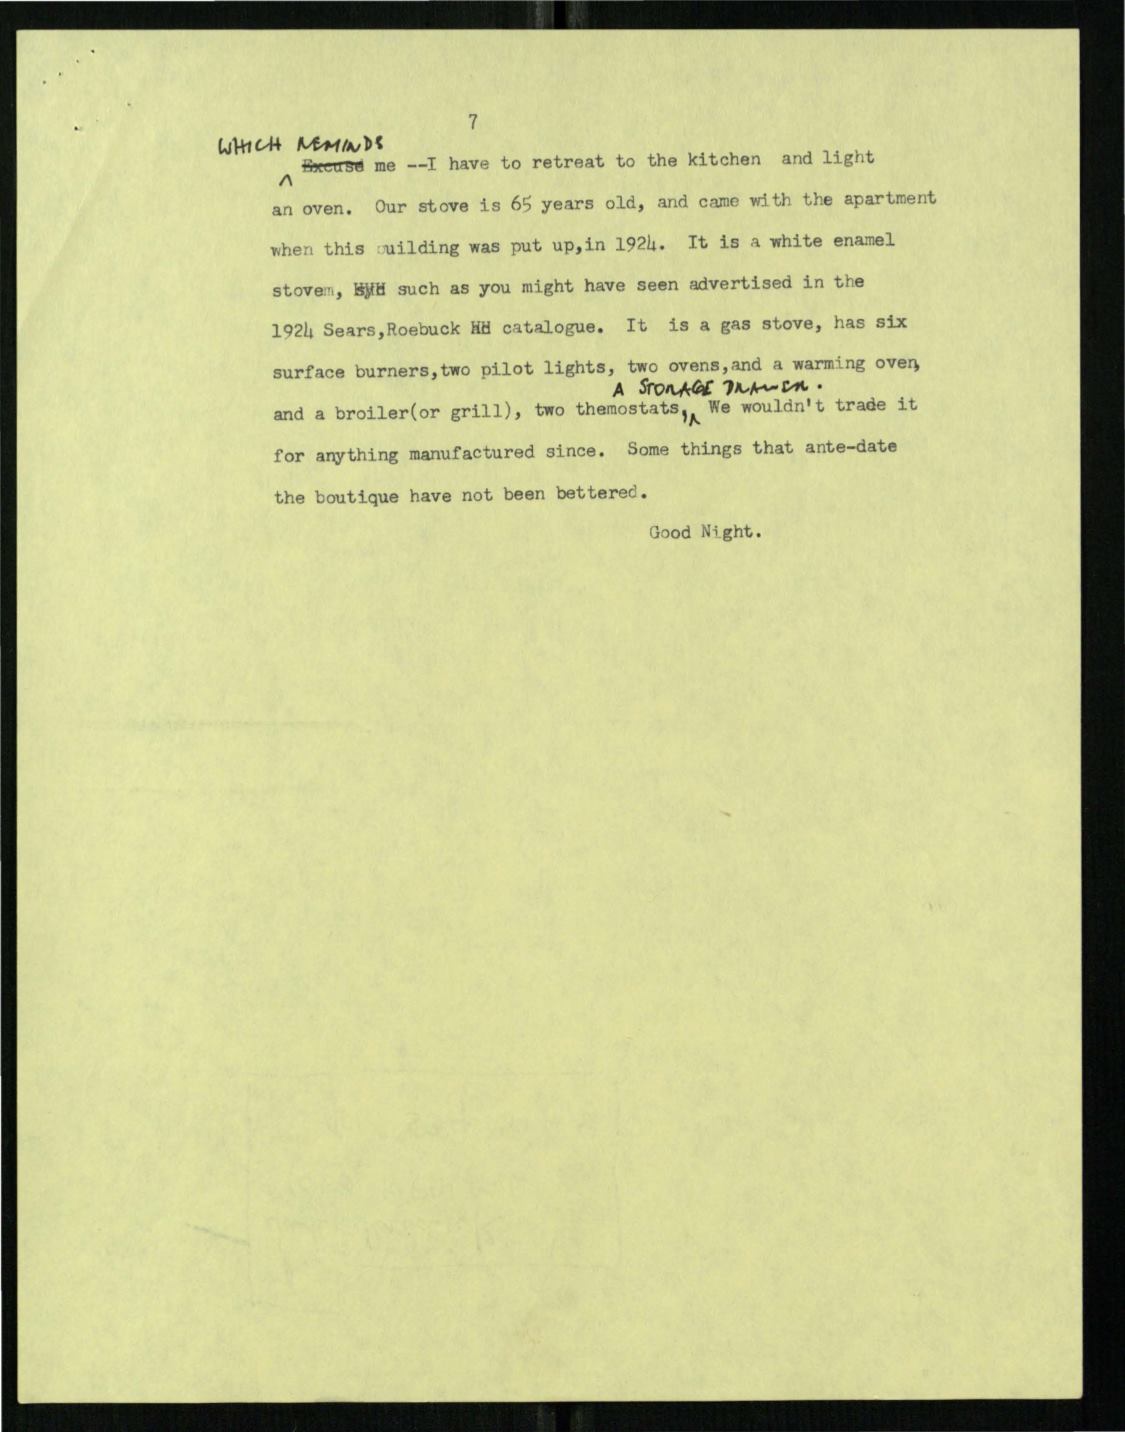 7
WHICH REMINDS
Excuse me --I have to retreat to the kitchen and light
an oven. Our stove is 65 years old, and came with the apartment
when this building was put up,in 1924. It is a white enamel
stovem, such as you might have seen advertised in the
1924 Sears,Roebuck HH catalogue. It is a gas stove, has six
surface burners,two pilot lights, two ovens,and a warming oven,
A STORAGE DRAWER.
and a broiler(or grill), two themostats, We wouldn't trade it
for anything manufactured since. Some things that ante-date
the boutique have not been bettered.
Good Night.